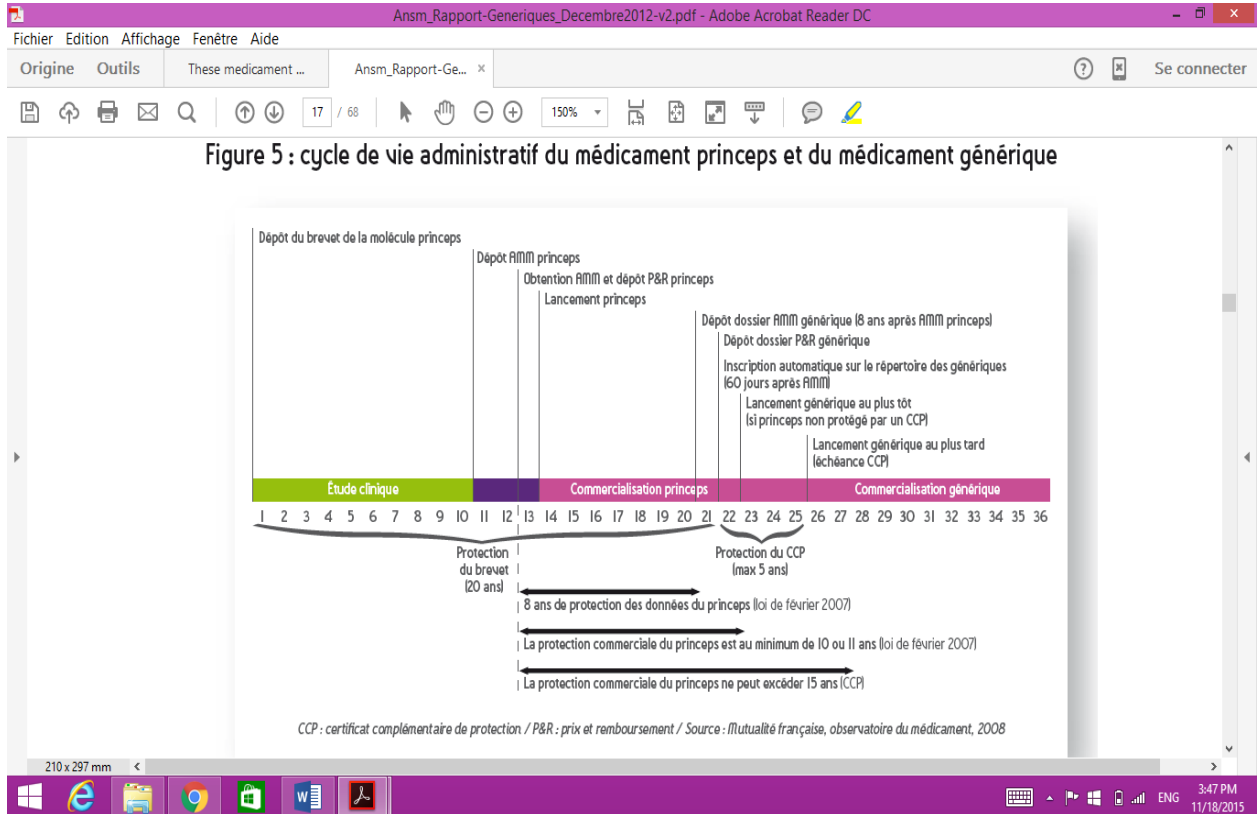 Ansm_Rapport-Generiques_Decembre2012-v2.pdf - Adobe Acrobat Reader DC
Fichier Edition Affichage Fenêtre Aide
Origine Outils These medicament ... Ansm_Rapport-Ge... × Se connecter
17 / 68 150%
Figure 5 : cycle de vie administratif du médicament princeps et du médicament générique
Dépôt du brevet de la molécule princeps
Dépôt AMM princeps
Obtention AMM et dépôt P&R princeps
Lancement princeps
Dépôt dossier AMM générique (8 ans après AMM princeps)
Dépôt dossier P&R générique
Inscription automatique sur le répertoire des génériques
(60 jours après AMM)
Lancement générique au plus tôt
(si princeps non protégé par un CCP)
Lancement générique au plus tard
(échéance CCP)
Étude clinique Commercialisation princeps Commercialisation générique
1 2 3 4 5 6 7 8 9 10 11 12 13 14 15 16 17 18 19 20 21 22 23 24 25 26 27 28 29 30 31 32 33 34 35 36
Protection
du brevet
(20 ans)
Protection du CCP
(max 5 ans)
8 ans de protection des données du princeps (loi de février 2007)
La protection commerciale du princeps est au minimum de 10 ou 11 ans (loi de février 2007)
La protection commerciale du princeps ne peut excéder 15 ans (CCP)
CCP : certificat complémentaire de protection / P&R : prix et remboursement / Source : Mutualité française, observatoire du médicament, 2008
210 x 297 mm
ENG 3:47 PM
11/18/2015